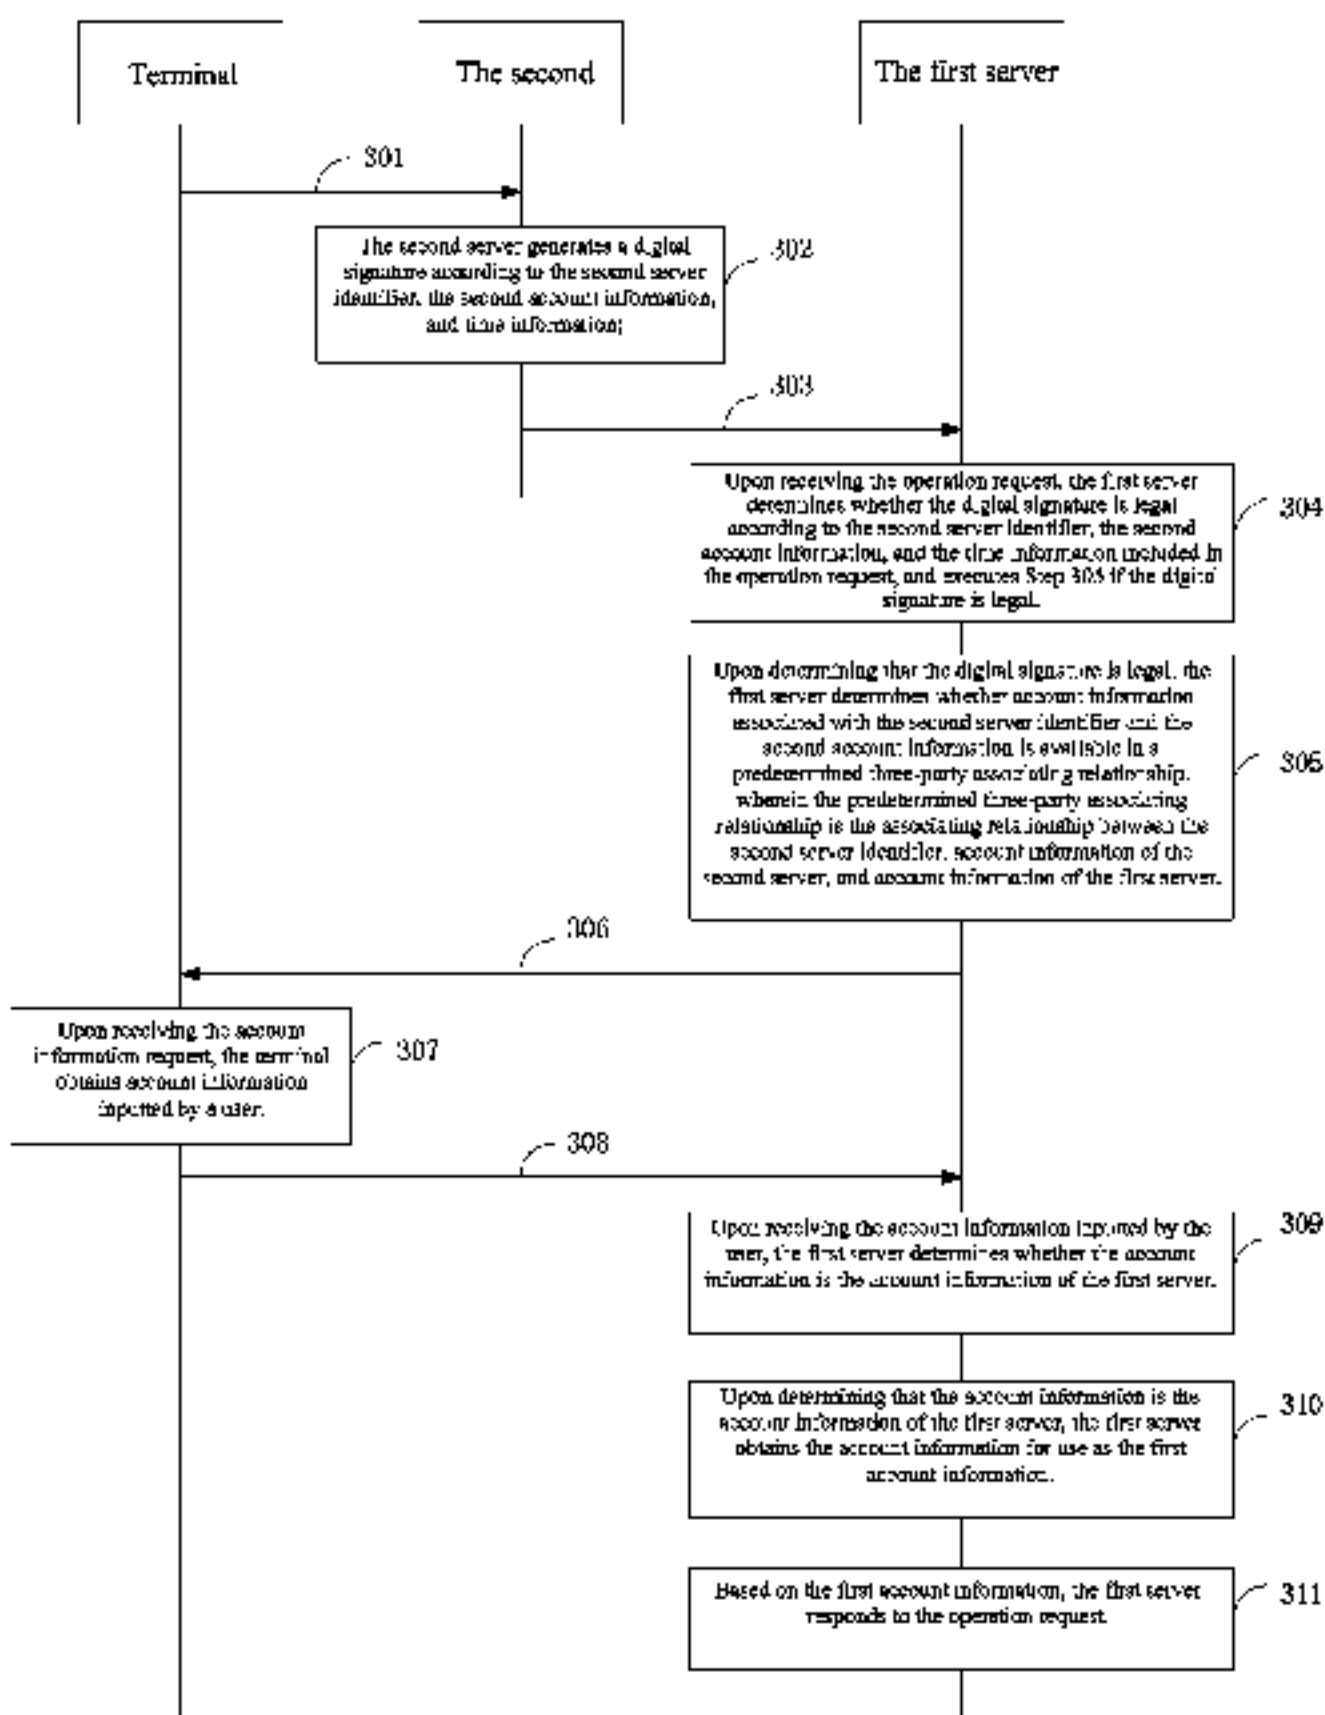 Terminal
The second
The first server
301
The second server generates a digital
signature according to the second server
identifier, the second account information,
and time information;
302
303
Upon receiving the operation request, the first server
determines whether the digital signature is legal
according to the second server identifier, the second
account information, and the time information included in
the operation request, and executes Step 305 if the digital
signature is legal.
304
Upon determining that the digital signature is legal, the
first server determines whether account information
associated with the second server identifier and the
second account information is available in a
predetermined three-party associating relationship,
wherein the predetermined three-party associating
relationship is the associating relationship between the
second server identifier, account information of the
second server, and account information of the first server.
305
306
Upon receiving the account
information request, the terminal
obtains account information
inputted by a user.
307
308
Upon receiving the account information inputted by the
user, the first server determines whether the account
information is the account information of the first server.
309
Upon determining that the account information is the
account information of the first server, the first server
obtains the account information for use as the first
account information.
310
Based on the first account information, the first server
responds to the operation request.
311